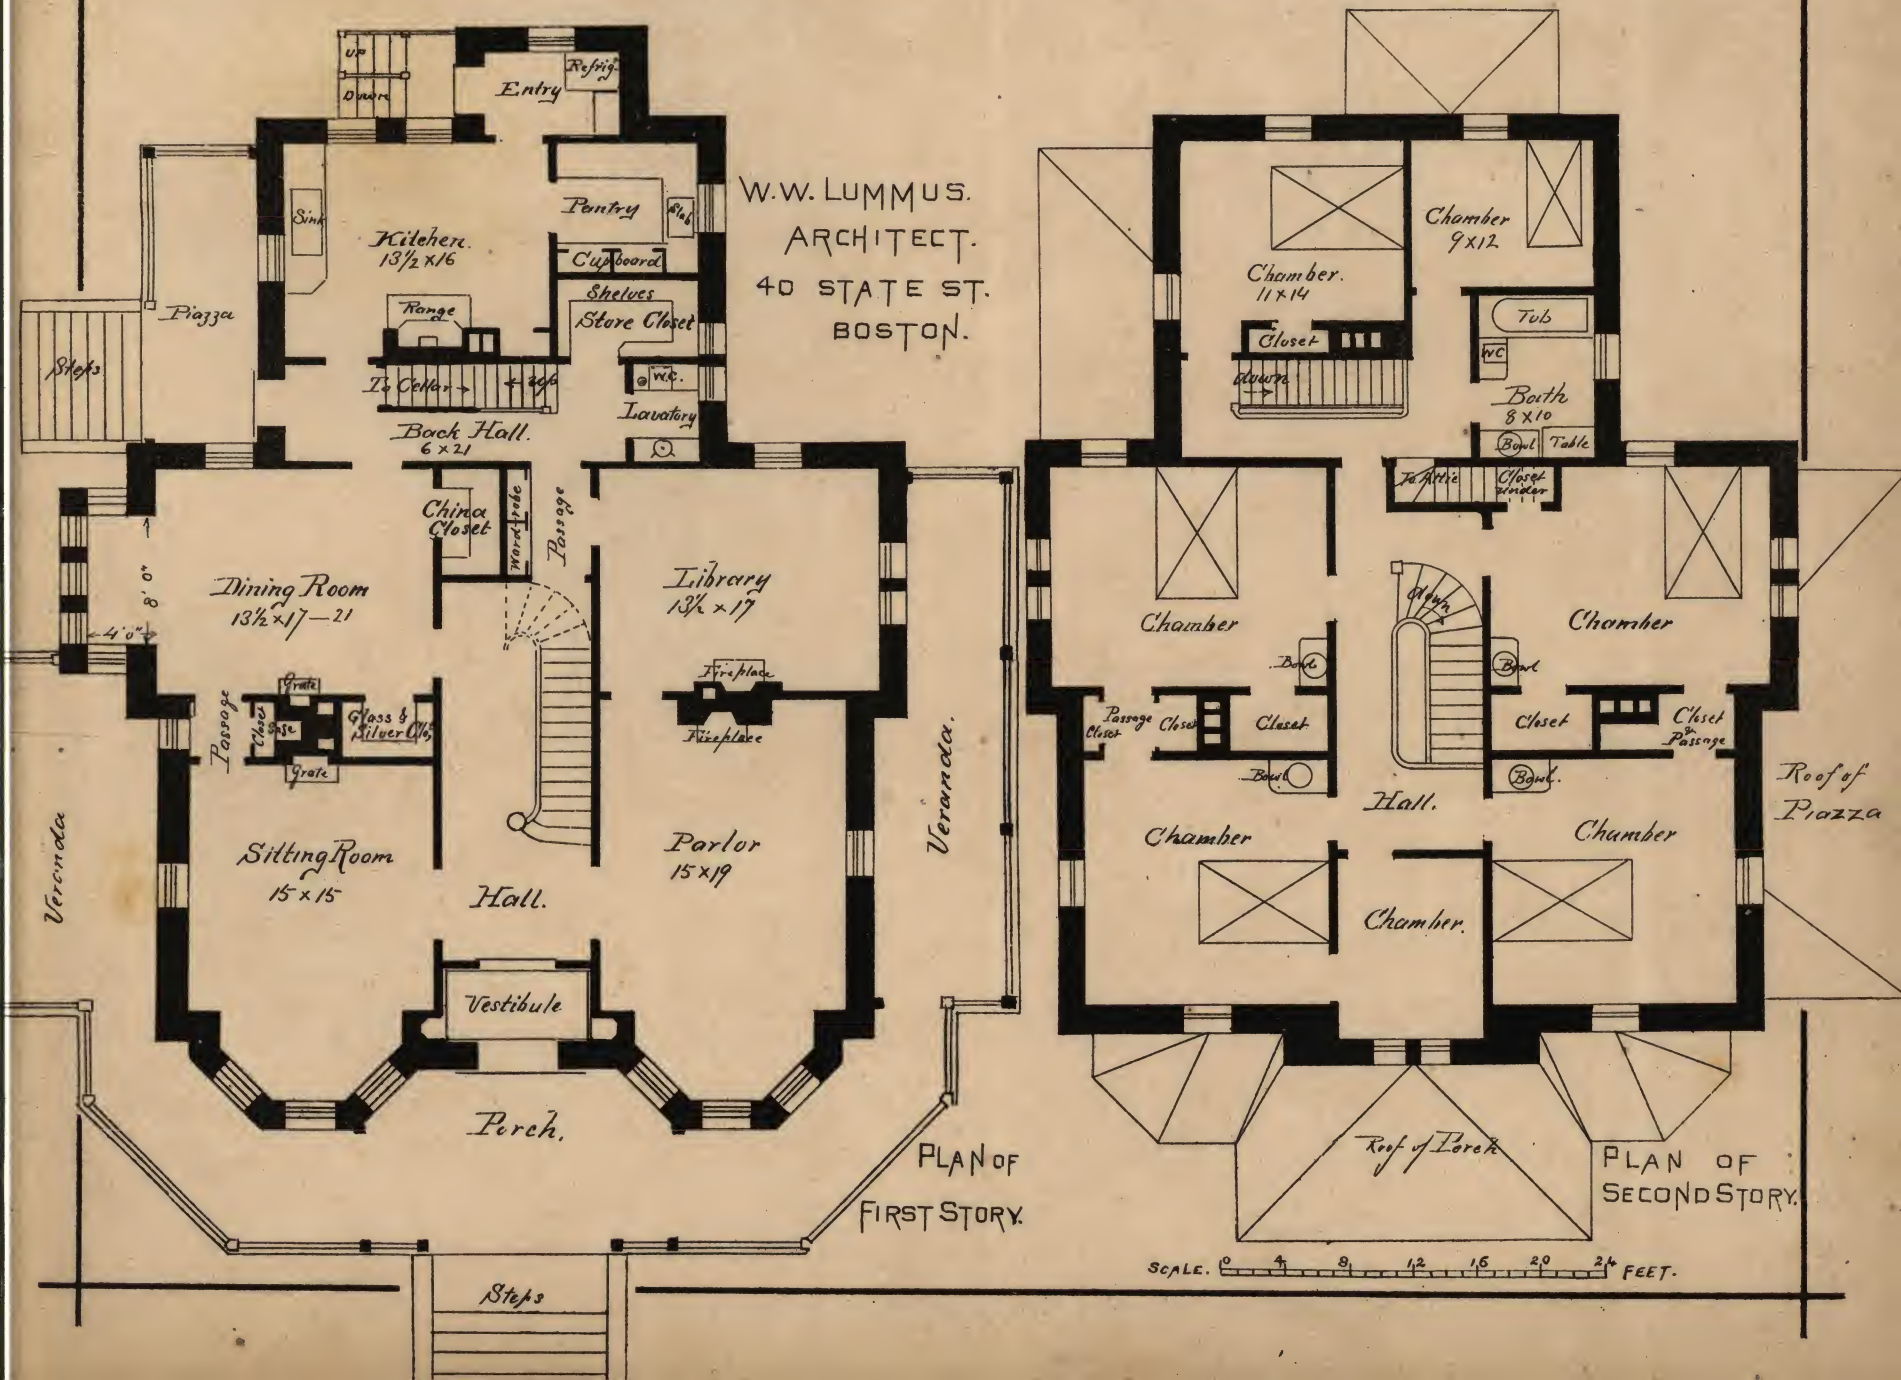 UP
Down
Entry
Refrig.
Sink
Kitchen.
13½ x 16
Pantry
Slab
Cupboard
Range
Shelves
Store Closet
Piazza
Steps
To Cellar
up
W.C.
Lavatory
Back Hall.
6 x 21
China
Closet
Ward-robe
Passage
Dining Room
13½ x 17 — 21
8' 0"
4' 0"
Library
13½ x 17
Grate
Fireplace
Passage
Closet
Safe
Glass &
Silver Clo.
Fireplace
Grate
Veranda
Sitting Room
15 x 15
Hall.
Parlor
15 x 19
Veranda.
Vestibule
Porch.
Steps
PLAN OF
FIRST STORY.
W. W. LUMMUS.
ARCHITECT.
40 STATE ST.
BOSTON.
Chamber.
11 x 14
Chamber
9 x 12
Closet
Tub
WC
Bath
8 x 10
Bowl
Table
down
To Attic
Closet
under
Chamber
down
Chamber
Bowl
Bowl
Passage
Closet
Closet
Closet
Closet
Closet
&
Passage
Bowl
Bowl.
Hall.
Roof of
Piazza
Chamber
Chamber
Chamber.
Roof of Porch
PLAN OF
SECOND STORY.
SCALE. 0 4 8 12 16 20 24 FEET.